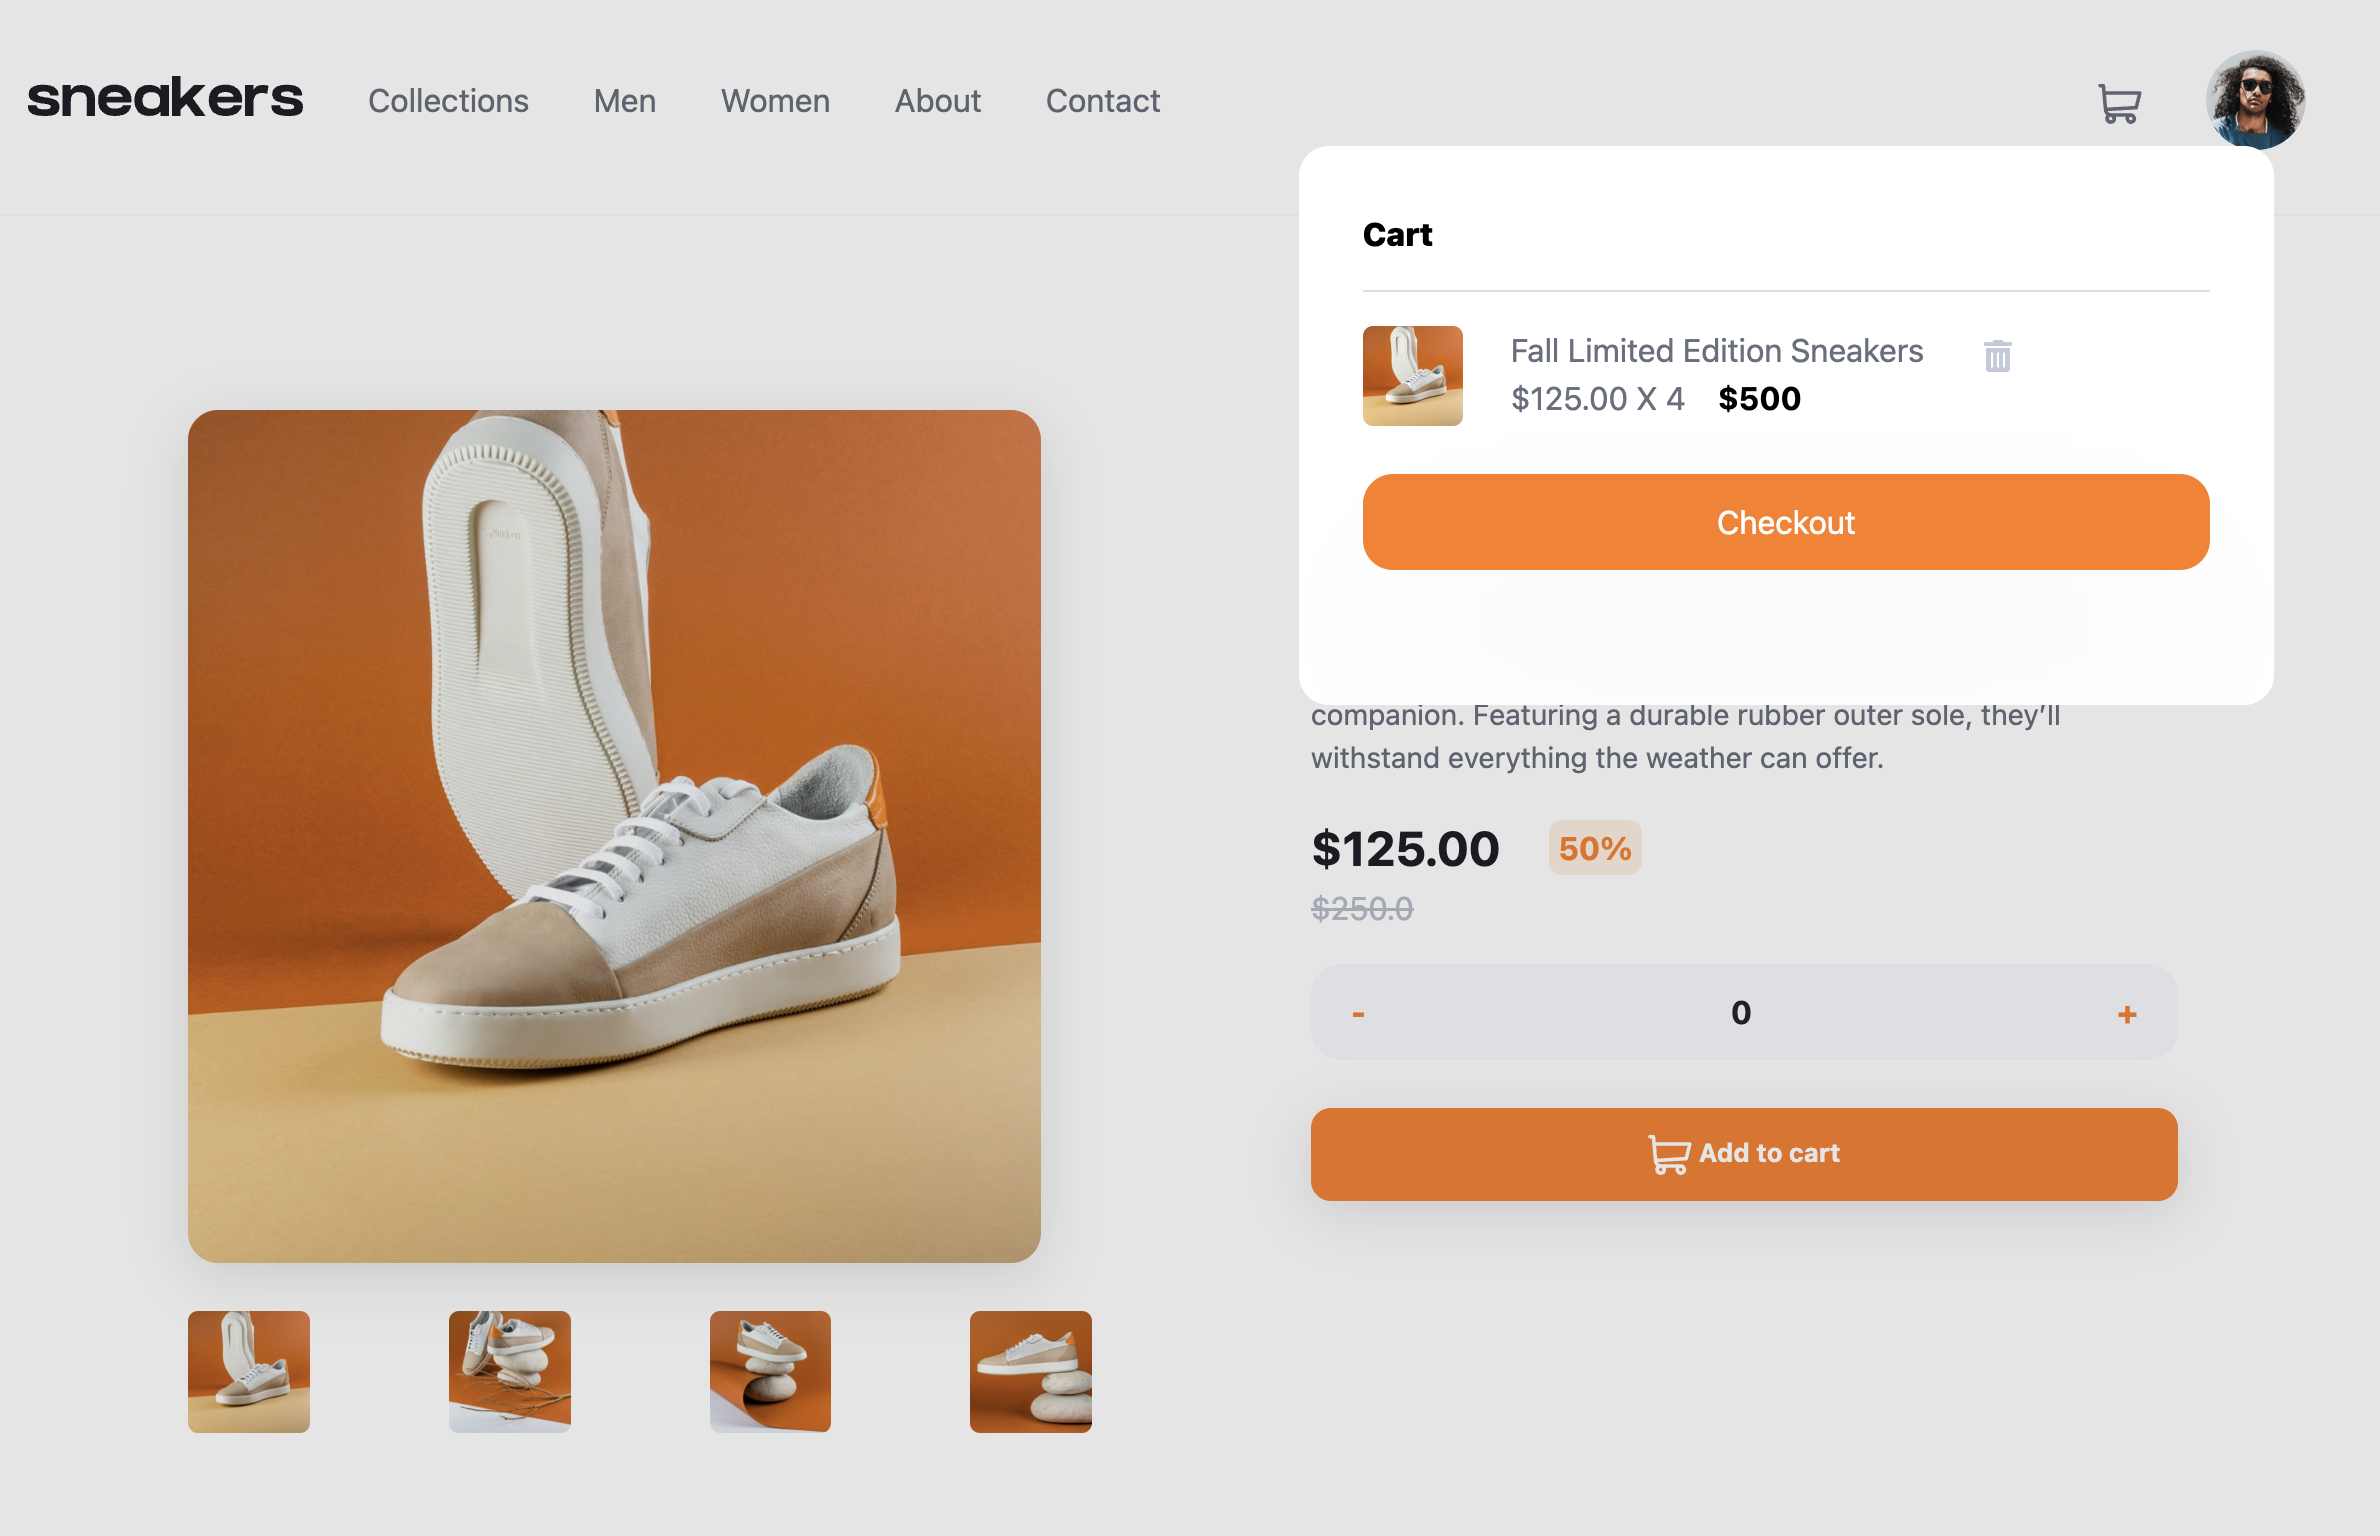 sneakers
Collections
Men
Women
About
Contact
Cart
Fall Limited Edition Sneakers
$125.00 X 4 $500
Checkout
companion. Featuring a durable rubber outer sole, they’ll
withstand everything the weather can offer.
$125.00 50%
$250.0
- 0 +
Add to cart